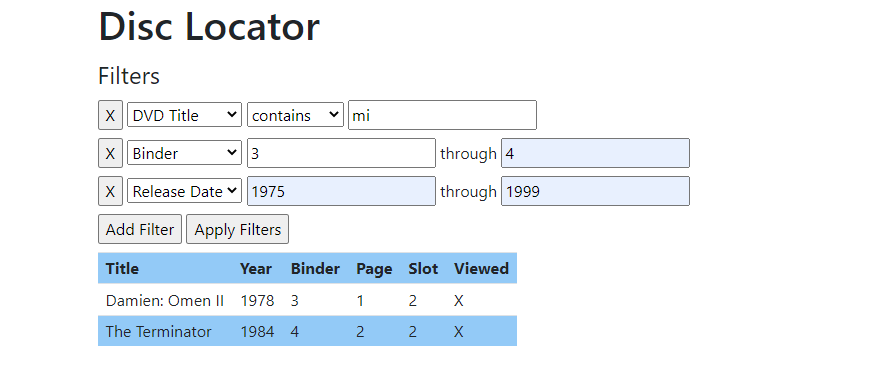 Disc Locator
Filters
X DVD Title contains mi
X Binder 3 through 4
X Release Date 1975 through 1999
Add Filter Apply Filters
Title Year Binder Page Slot Viewed
Damien: Omen II 1978 3 1 2 X
The Terminator 1984 4 2 2 X